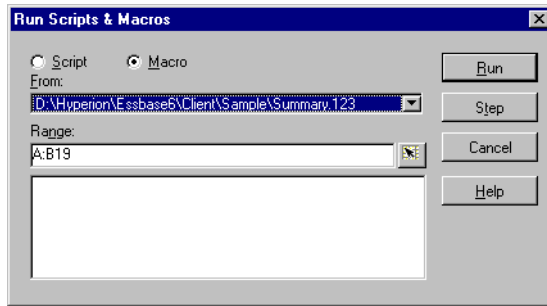 Run Scripts & Macros
Script Macro
From:
D:\Hyperion\Essbase6\Client\Sample\Summary.123
Range:
A:B19
Run
Step
Cancel
Help